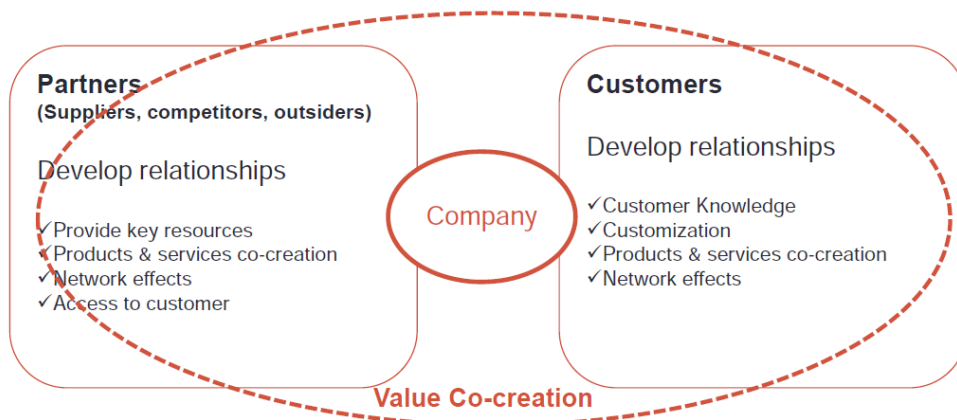 Partners
(Suppliers, competitors, outsiders)
Develop relationships
✓Provide key resources
✓Products & services co-creation
✓Network effects
✓Access to customer
Company
Customers
Develop relationships
✓Customer Knowledge
✓Customization
✓Products & services co-creation
✓Network effects
Value Co-creation